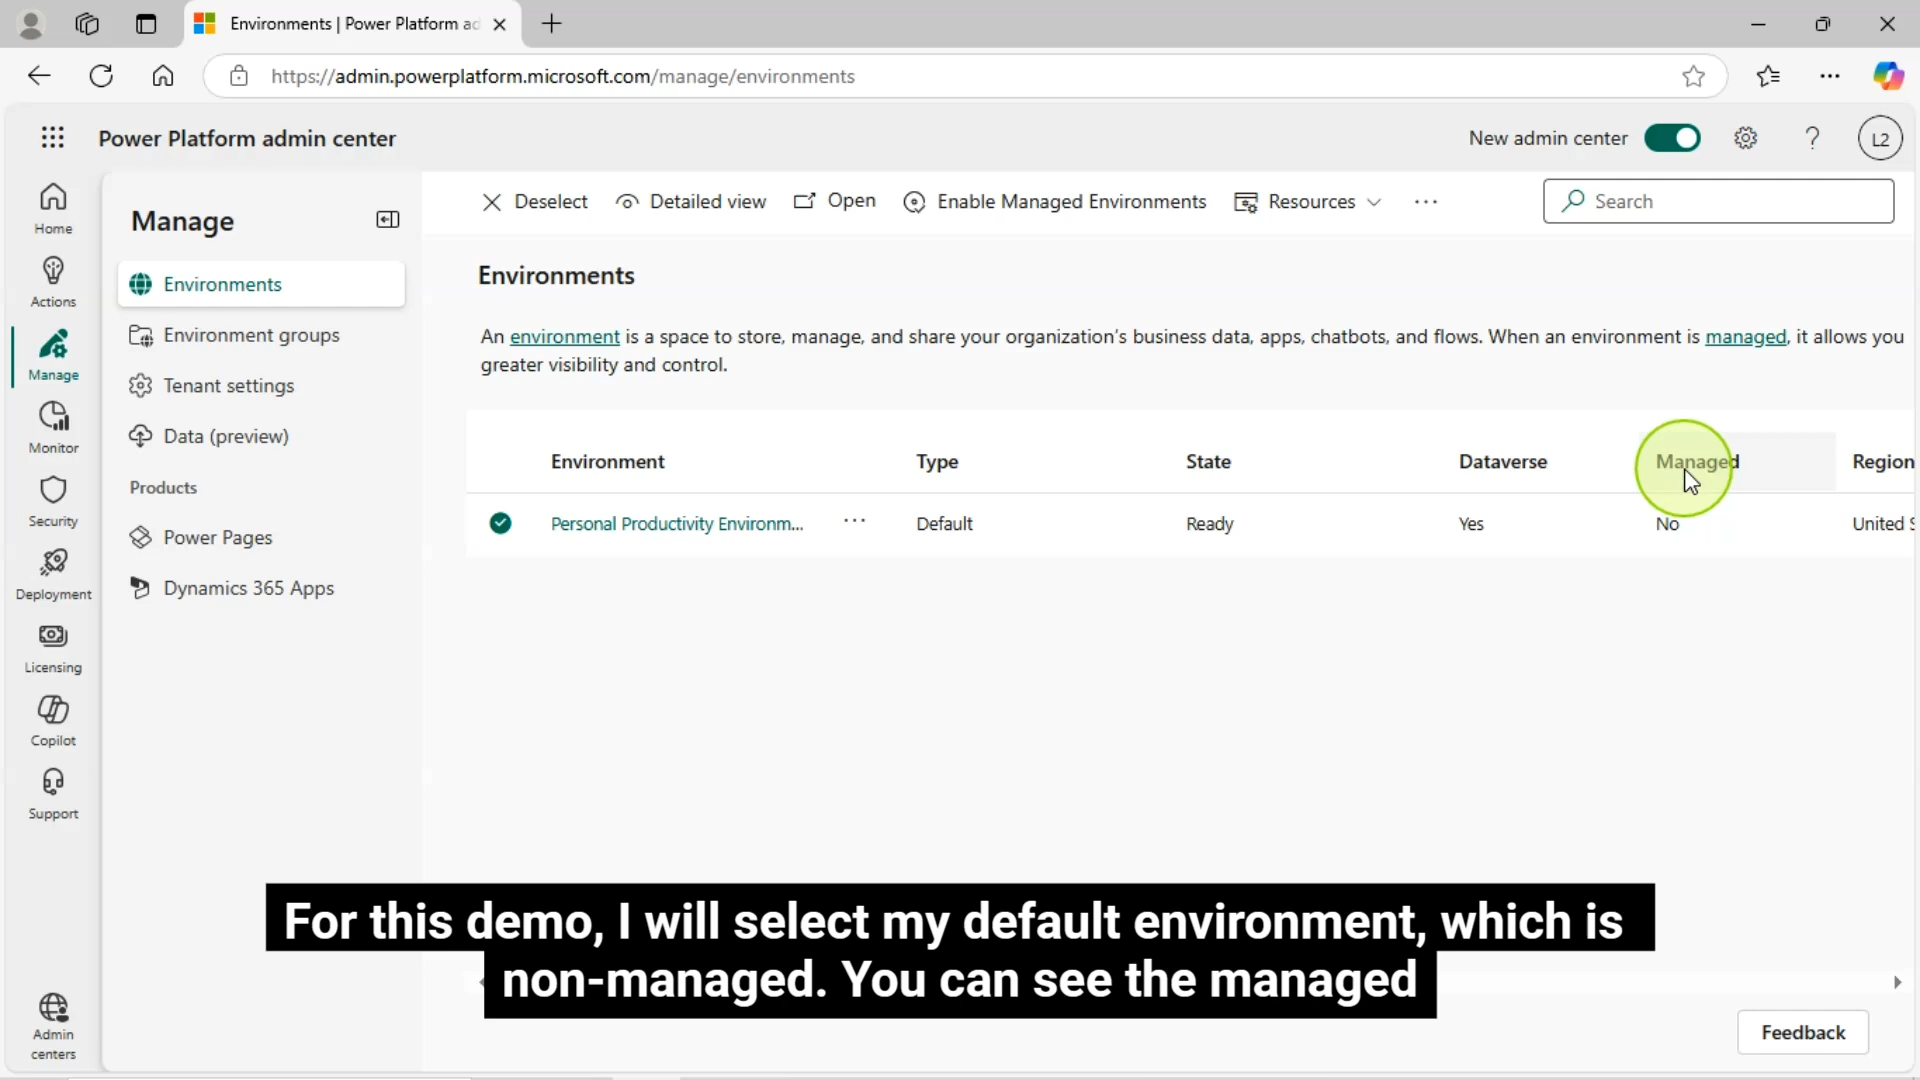 Environments | Power Platform ad
https://admin.powerplatform.microsoft.com/manage/environments
Power Platform admin center
New admin center
L2
Home
Actions
Manage
Monitor
Security
Deployment
Licensing
Copilot
Support
Admin
centers
Manage
Environments
Environment groups
Tenant settings
Data (preview)
Products
Power Pages
Dynamics 365 Apps
Deselect
Detailed view
Open
Enable Managed Environments
Resources
Search
Environments
An environment is a space to store, manage, and share your organization's business data, apps, chatbots, and flows. When an environment is managed, it allows you
greater visibility and control.
Environment Type State Dataverse Managed Region
Personal Productivity Environm... Default Ready Yes No United S
For this demo, I will select my default environment, which is
non-managed. You can see the managed
Feedback